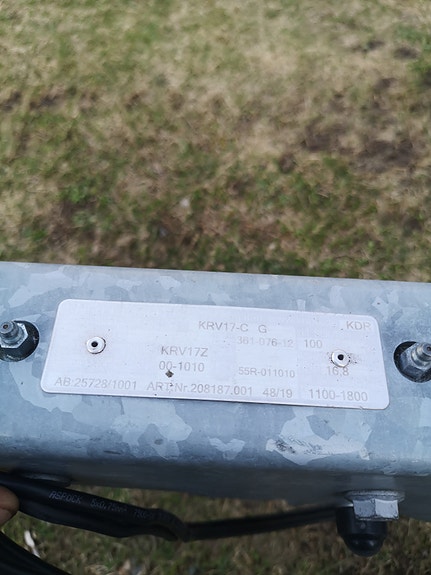 KRV17-C G KDR
361-076-12 100
KRV17Z
00-1010 55R-011010 16.8
AB:25728/1001 ART.Nr.208187.001 48/19 1100-1800
ASPÖCK